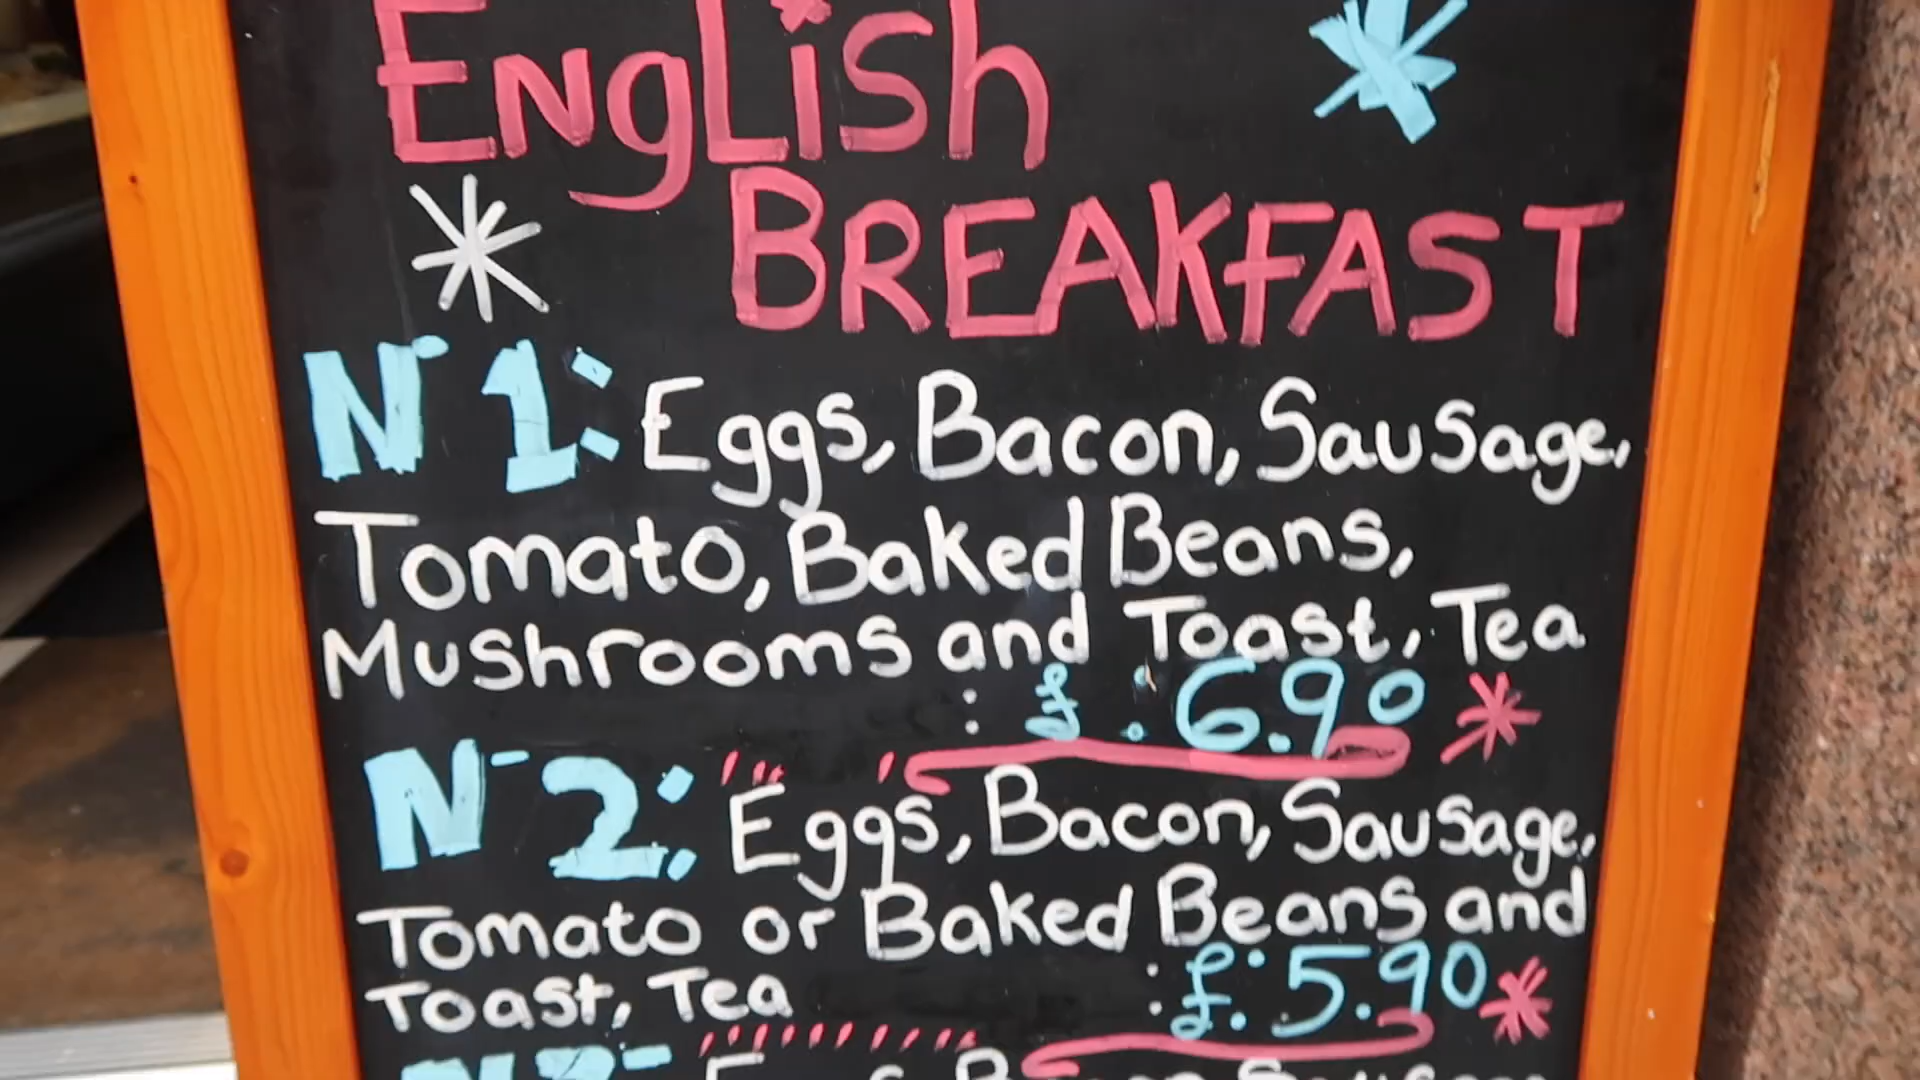 EngLish
BREAKFAST
N° 1: Eggs, Bacon, Sausage,
Tomato, Baked Beans,
Mushrooms and Toast, Tea
: £ : 6.90
N- 2: Eggs, Bacon, Sausage,
Tomato or Baked Beans and
Toast, Tea
: £: 5.90